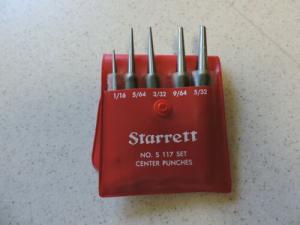 1/16 5/64 3/32 9/64 5/32
Starrett
NO. S 117 SET
CENTER PUNCHES